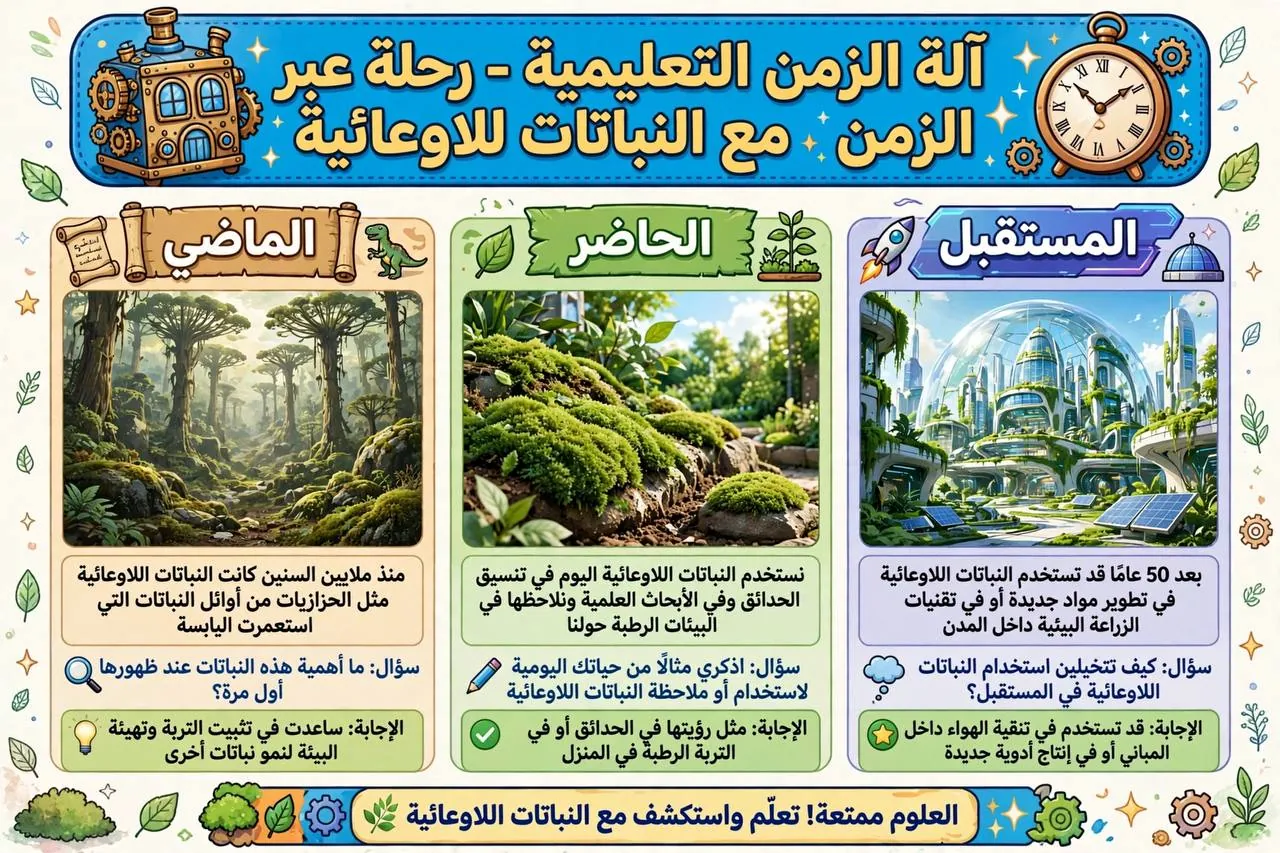 آلة الزمن التعليمية - رحلة عبر
الزمن مع النباتات للاوعائية
الماضي
منذ ملايين السنين كانت النباتات اللاوعائية
مثل الحزازيات من أوائل النباتات التي
استعمرت اليابسة
سؤال: ما أهمية هذه النباتات عند ظهورها
أول مرة؟
الإجابة: ساعدت في تثبيت التربة وتهيئة
البيئة لنمو نباتات أخرى
الحاضر
نستخدم النباتات اللاوعائية اليوم في تنسيق
الحدائق وفي الأبحاث العلمية ونلاحظها في
البيئات الرطبة حولنا
سؤال: اذكري مثالًا من حياتك اليومية
لاستخدام أو ملاحظة النباتات اللاوعائية
الإجابة: مثل رؤيتها في الحدائق أو في
التربة الرطبة في المنزل
المستقبل
بعد 50 عامًا قد تستخدم النباتات اللاوعائية
في تطوير مواد جديدة أو في تقنيات
الزراعة البيئية داخل المدن
سؤال: كيف تتخيلين استخدام النباتات
اللاوعائية في المستقبل؟
الإجابة: قد تستخدم في تنقية الهواء داخل
المباني أو في إنتاج أدوية جديدة
العلوم ممتعة! تعلّم واستكشف مع النباتات اللاوعائية